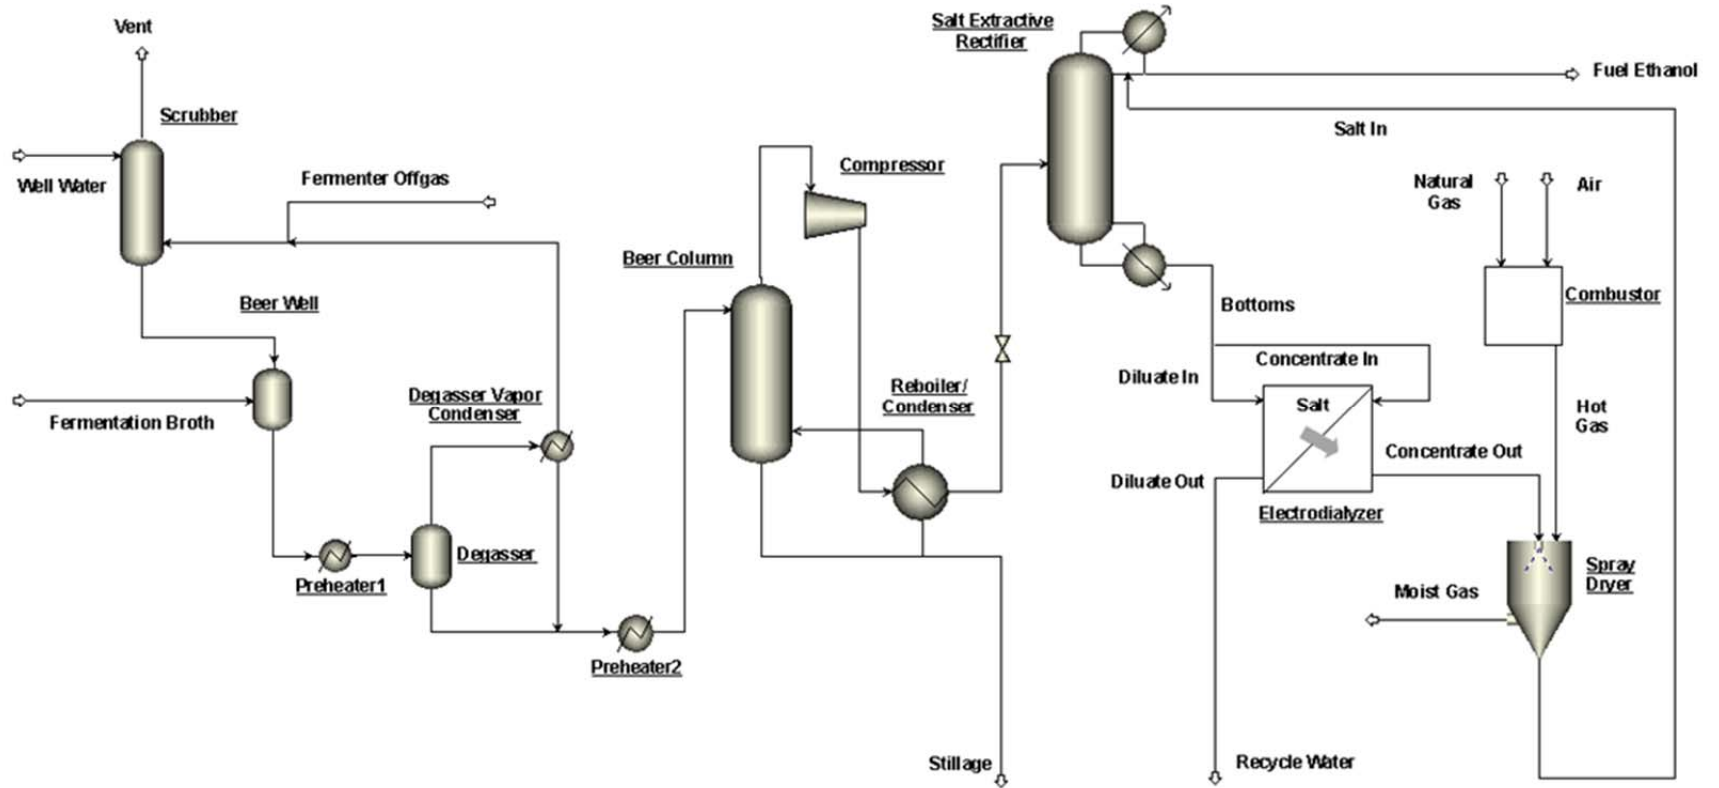 Vent
Scrubber
Well Water
Fermenter Offgas
Beer Well
Fermentation Broth
Degasser Vapor
Condenser
Preheater1
Degasser
Preheater2
Beer Column
Compressor
Reboiler/
Condenser
Stillage
Salt Extractive
Rectifier
Fuel Ethanol
Salt In
Natural
Gas
Air
Combustor
Bottoms
Concentrate In
Diluate In
Salt
Hot
Gas
Concentrate Out
Diluate Out
Electrodialyzer
Spray
Dryer
Moist Gas
Recycle Water